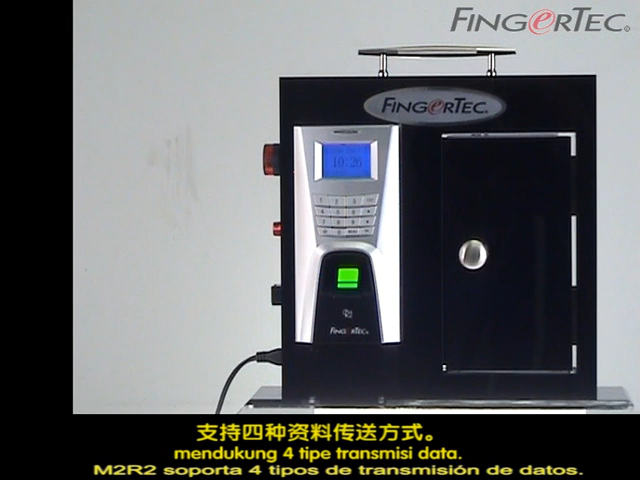 FINGERTEC®
FINGERTEC®
10:26
FINGERTEC®
支持四种资料传送方式。
mendukung 4 tipe transmisi data.
M2R2 soporta 4 tipos de transmisión de datos.